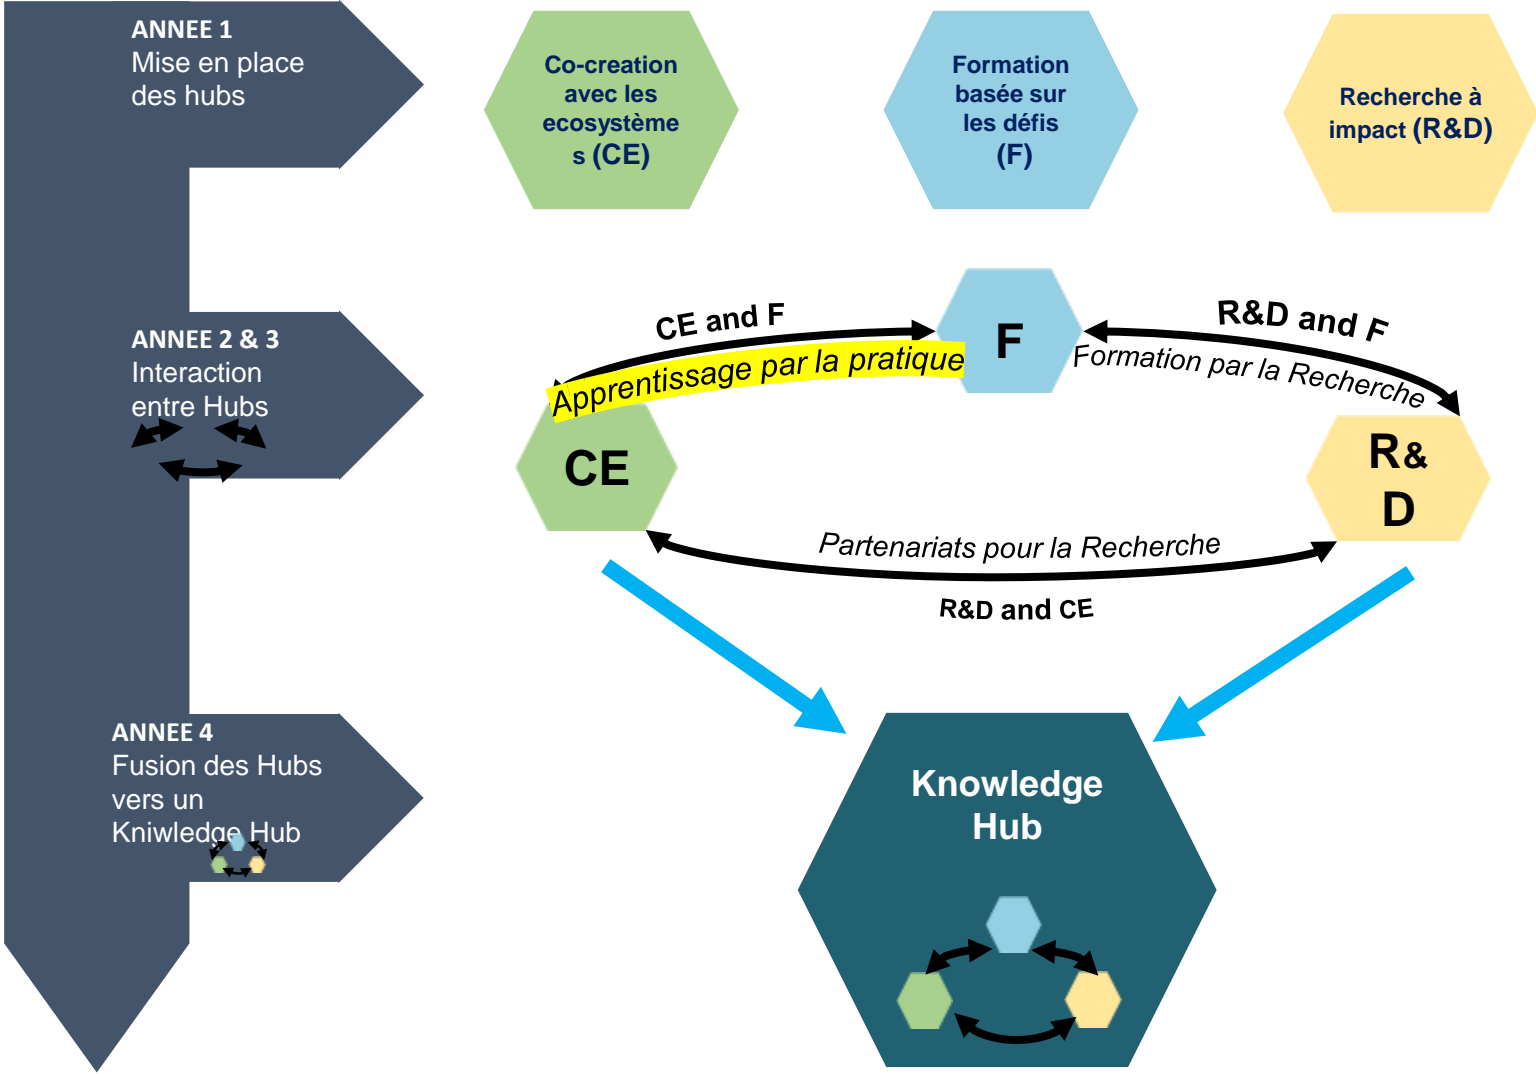 ANNEE 1
Mise en place
des hubs
Co-creation
avec les
ecosystème
s (CE)
Formation
basée sur
les défis
(F)
Recherche à
impact (R&D)
ANNEE 2 & 3
Interaction
entre Hubs
CE and F
Apprentissage par la pratique
F
R&D and F
Formation par la Recherche
CE
R&
D
Partenariats pour la Recherche
R&D and CE
ANNEE 4
Fusion des Hubs
vers un
Kniwledge Hub
Knowledge
Hub